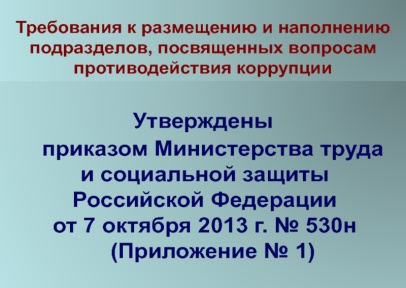 Требования к размещению и наполнению
подразделов, посвященных вопросам
противодействия коррупции
Утверждены
приказом Министерства труда
и социальной защиты
Российской Федерации
от 7 октября 2013 г. № 530н
(Приложение № 1)